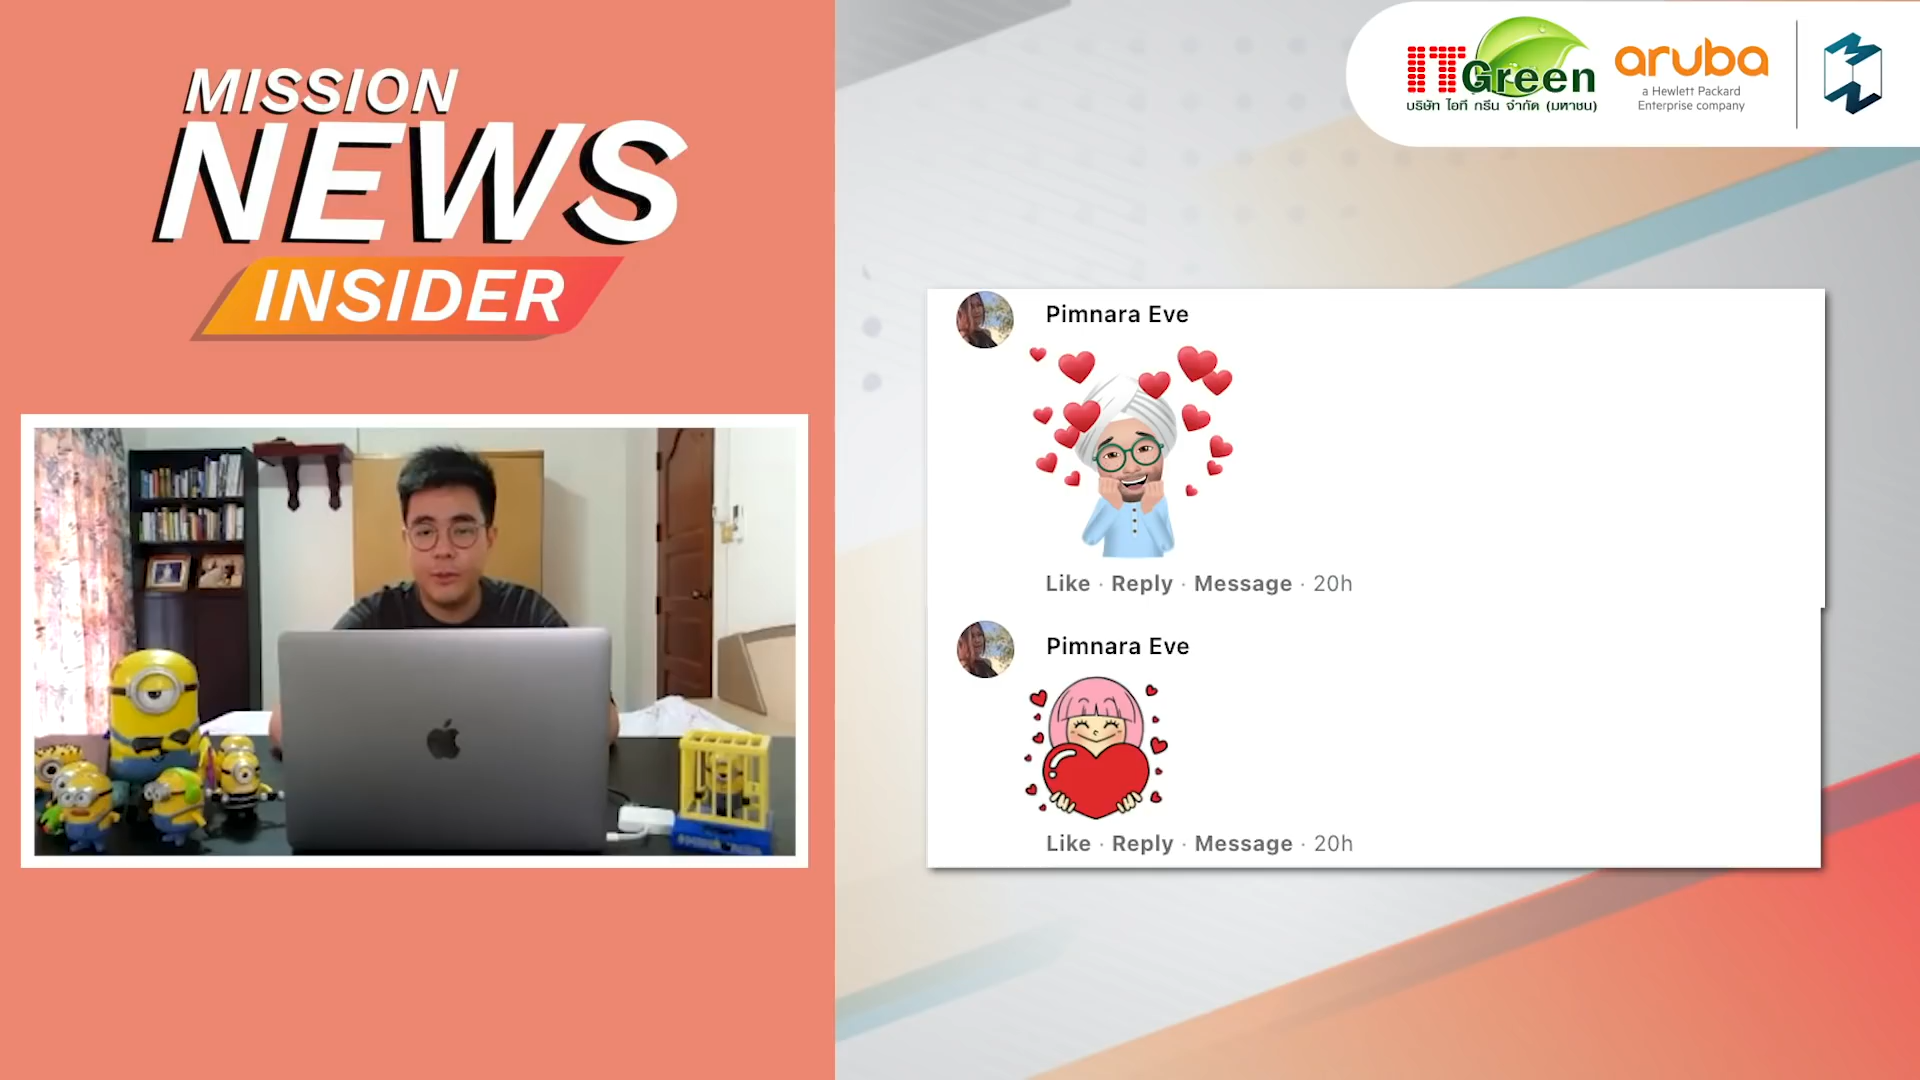 MISSION
NEWS
INSIDER
ITGreen
บริษัท ไอที กรีน จำกัด (มหาชน)
aruba
a Hewlett Packard
Enterprise company
Pimnara Eve
Like · Reply · Message · 20h
Pimnara Eve
Like · Reply · Message · 20h